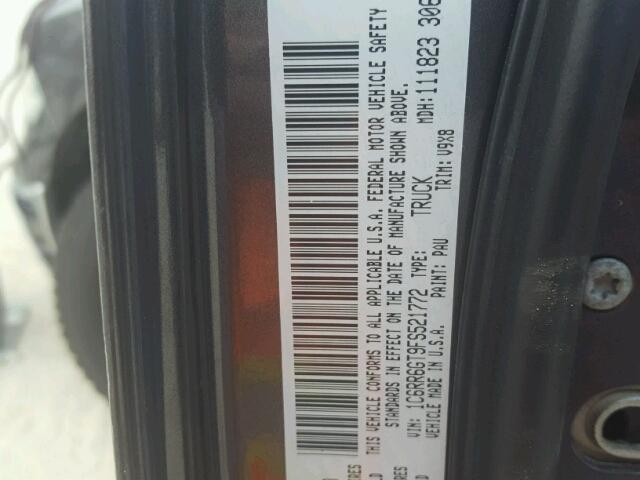 THIS VEHICLE CONFORMS TO ALL APPLICABLE U.S.A. FEDERAL MOTOR VEHICLE SAFETY
STANDARDS IN EFFECT ON THE DATE OF MANUFACTURE SHOWN ABOVE.
VIN: 1C6RR6GT9FS521772 TYPE: TRUCK MDH: 111823 306
VEHICLE MADE IN U.S.A. PAINT: PAU TRIM: V9X8